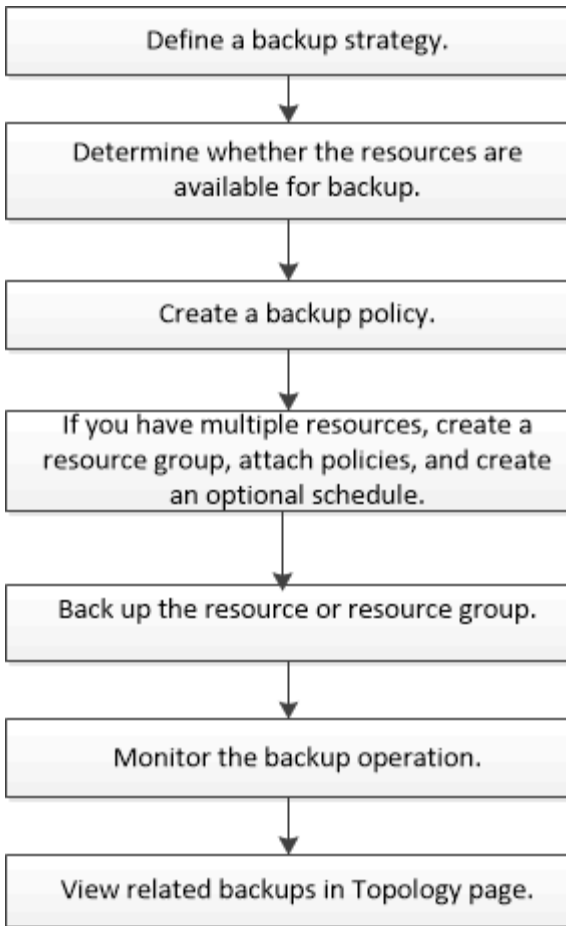 Define a backup strategy.
Determine whether the resources are
available for backup.
Create a backup policy.
If you have multiple resources, create a
resource group, attach policies, and create
an optional schedule.
Back up the resource or resource group.
Monitor the backup operation.
View related backups in Topology page.